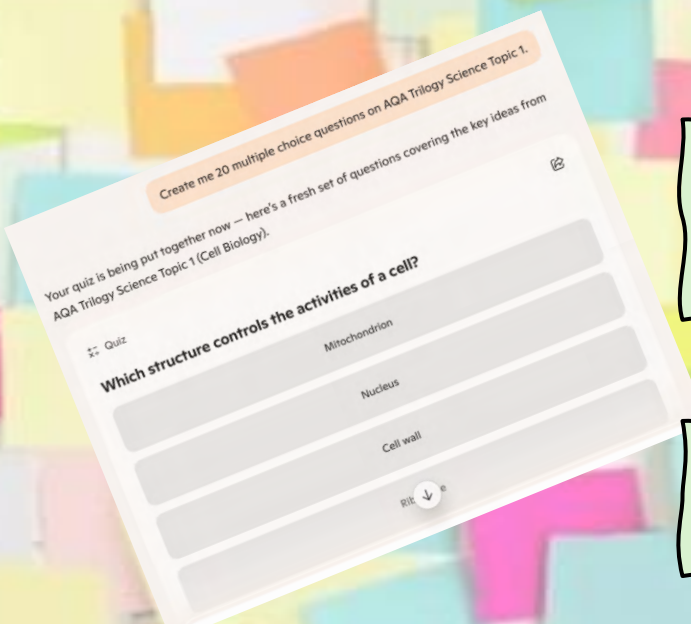 Create me 20 multiple choice questions on AQA Trilogy Science Topic 1.
Your quiz is being put together now — here's a fresh set of questions covering the key ideas from
AQA Trilogy Science Topic 1 (Cell Biology).
Quiz
Which structure controls the activities of a cell?
Mitochondrion
Nucleus
Cell wall